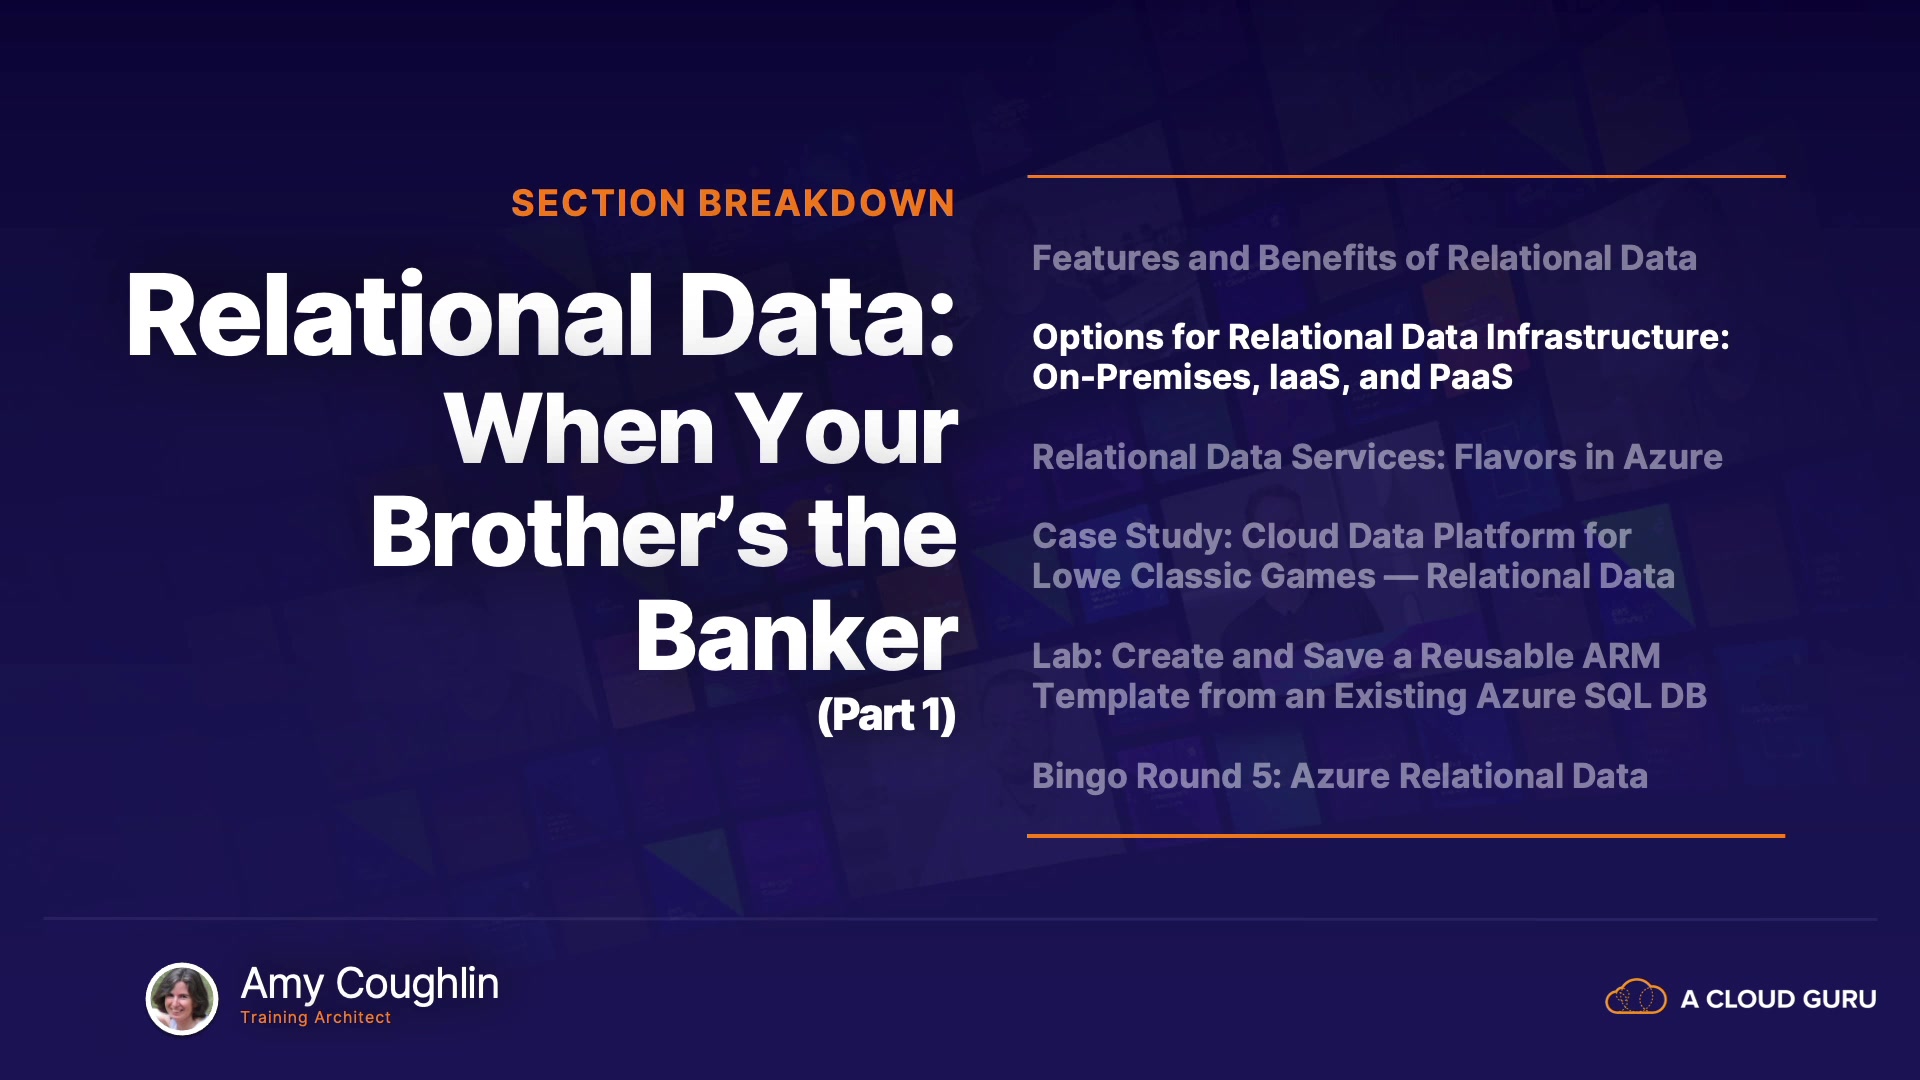 SECTION BREAKDOWN
Relational Data:
When Your
Brother’s the
Banker
(Part 1)
Features and Benefits of Relational Data
Options for Relational Data Infrastructure:
On-Premises, IaaS, and PaaS
Relational Data Services: Flavors in Azure
Case Study: Cloud Data Platform for
Lowe Classic Games — Relational Data
Lab: Create and Save a Reusable ARM
Template from an Existing Azure SQL DB
Bingo Round 5: Azure Relational Data
Amy Coughlin
Training Architect
A CLOUD GURU